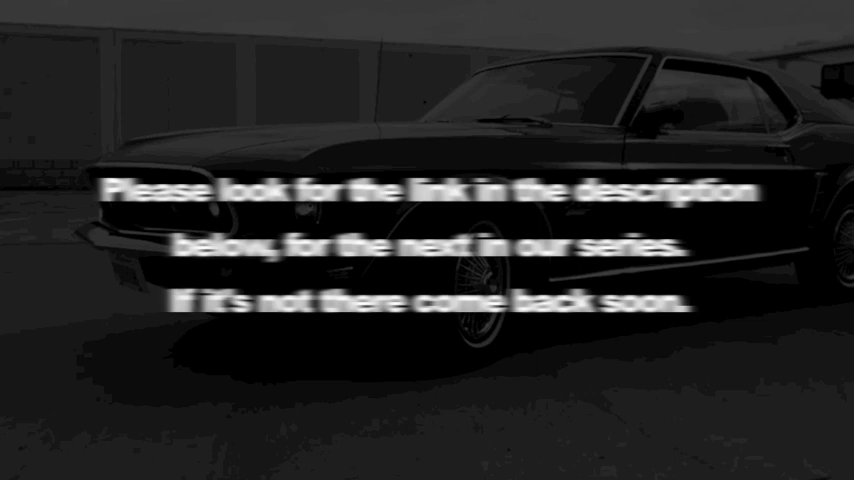 Please look for the link in the description
below, for the next in our series.
If it's not there come back soon.